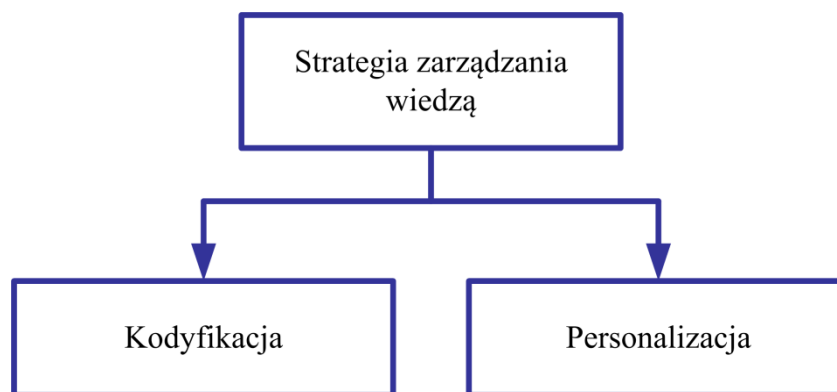 Strategia zarządzania
wiedzą
Kodyfikacja
Personalizacja